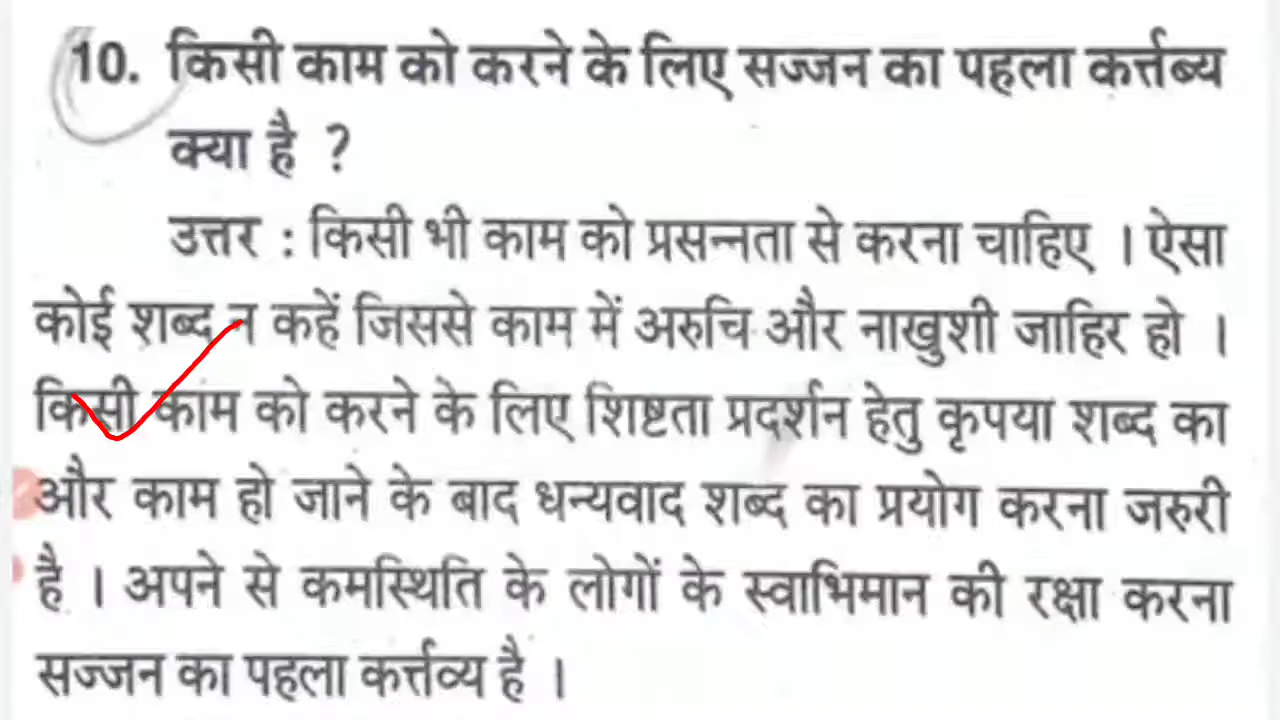 10. किसी काम को करने के लिए सज्जन का पहला कर्त्तब्य
क्या है ?
उत्तर : किसी भी काम को प्रसन्नता से करना चाहिए । ऐसा
कोई शब्द न कहें जिससे काम में अरुचि और नाखुशी जाहिर हो ।
किसी काम को करने के लिए शिष्टता प्रदर्शन हेतु कृपया शब्द का
और काम हो जाने के बाद धन्यवाद शब्द का प्रयोग करना जरुरी
है । अपने से कमस्थिति के लोगों के स्वाभिमान की रक्षा करना
सज्जन का पहला कर्त्तव्य है ।